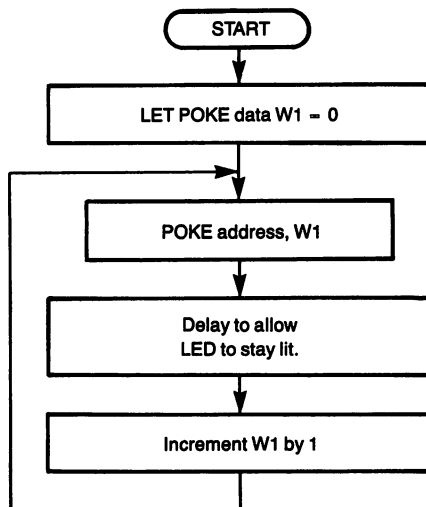 START
LET POKE data W1 = 0
POKE address, W1
Delay to allow
LED to stay lit.
Increment W1 by 1